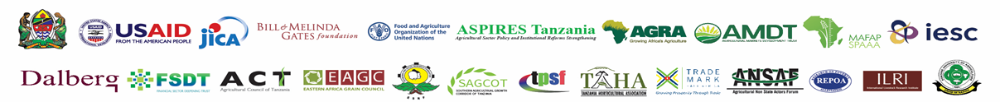 USAID
FROM THE AMERICAN PEOPLE
jICA
BILL & MELINDA
GATES foundation
Food and Agriculture
Organization of the
United Nations
ASPIRES Tanzania
Agricultural Sector Policy and Institutional Reforms Strengthening
AGRA
Growing Africa's Agriculture
AMDT
AGRICULTURAL MARKETS DEVELOPMENT TRUST
MAFAP
SPAAA
iesc
Dalberg
FSDT
FINANCIAL SECTOR DEEPENING TRUST
ACT
Agricultural Council of Tanzania
EAGC
EASTERN AFRICA GRAIN COUNCIL
SAGCOT
SOUTHERN AGRICULTURAL GROWTH
CORRIDOR OF TANZANIA
tpsf
TAHA
TANZANIA HORTICULTURAL ASSOCIATION
TRADE
MARK
Growing Prosperity Through Trade
ANSAF
Agricultural Non State Actors Forum
REPOA
ILRI
International Livestock Research Institute